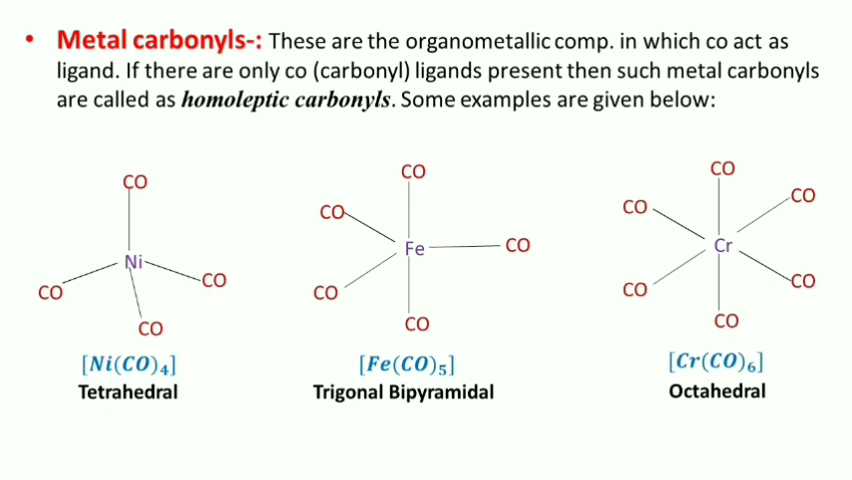 • Metal carbonyls-: These are the organometallic comp. in which co act as
ligand. If there are only co (carbonyl) ligands present then such metal carbonyls
are called as homoleptic carbonyls. Some examples are given below:
CO
CO
Ni
CO
CO
[Ni(CO)₄]
Tetrahedral
CO
CO
Fe
CO
CO
CO
[Fe(CO)₅]
Trigonal Bipyramidal
CO
CO
CO
Cr
CO
CO
CO
[Cr(CO)₆]
Octahedral